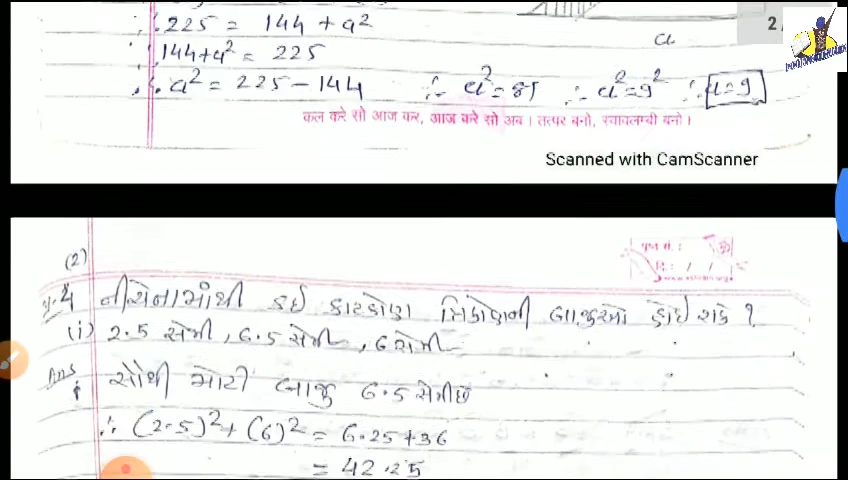 ∴ 225 = 144 + a²
∴ 144+a² = 225
∴ a² = 225 - 144 ∴ a² = 81 ∴ a² = 9² ∴ a = 9
a
2
कल करे सो आज कर, आज करे सो अब । तत्पर बनो, स्वावलम्बी बनो ।
Scanned with CamScanner
(2)
पृष्ठ सं. :
પ્ર.4 નીચેનામાંથી કઇ કાટકોણ ત્રિકોણની બાજુઓ હોઇ શકે ?
(i) 2.5 સેમી, 6.5 સેમી, 6 સેમી
Ans સૌથી મોટી બાજુ 6.5 સેમી છે
∴ (2.5)² + (6)² = 6.25 + 36
= 42.25